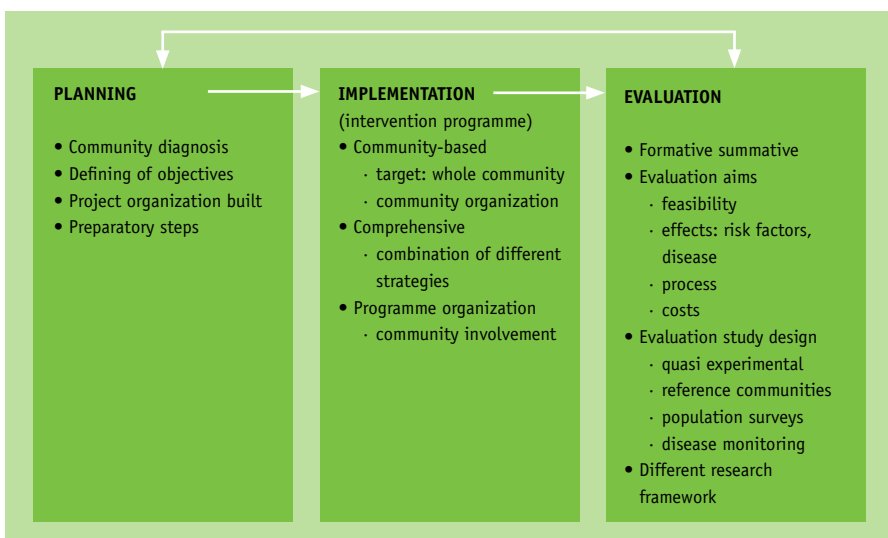 PLANNING
• Community diagnosis
• Defining of objectives
• Project organization built
• Preparatory steps
IMPLEMENTATION
(intervention programme)
• Community-based
· target: whole community
· community organization
• Comprehensive
· combination of different
strategies
• Programme organization
· community involvement
EVALUATION
• Formative summative
• Evaluation aims
· feasibility
· effects: risk factors,
disease
· process
· costs
• Evaluation study design
· quasi experimental
· reference communities
· population surveys
· disease monitoring
• Different research
framework